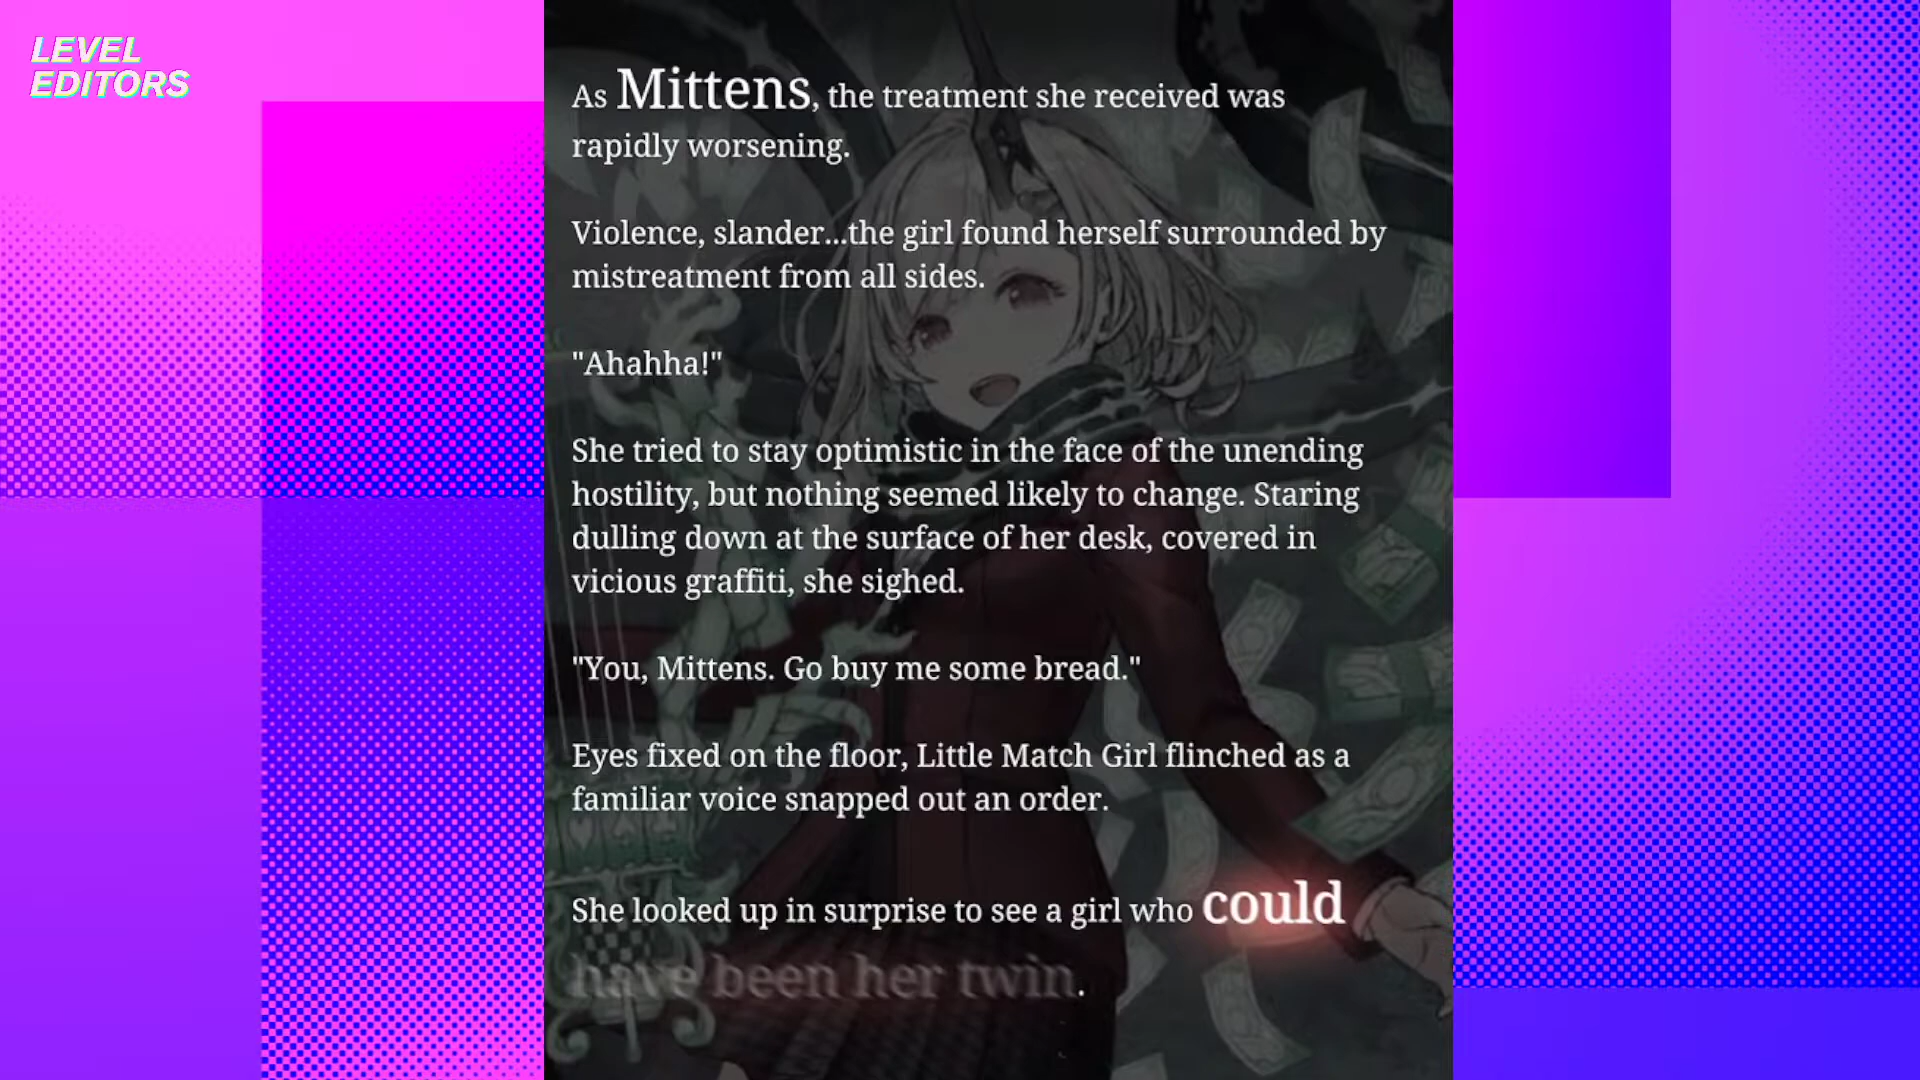 LEVEL
EDITORS
As Mittens, the treatment she received was
rapidly worsening.
Violence, slander...the girl found herself surrounded by
mistreatment from all sides.
"Ahahha!"
She tried to stay optimistic in the face of the unending
hostility, but nothing seemed likely to change. Staring
dulling down at the surface of her desk, covered in
vicious graffiti, she sighed.
"You, Mittens. Go buy me some bread."
Eyes fixed on the floor, Little Match Girl flinched as a
familiar voice snapped out an order.
She looked up in surprise to see a girl who could
have been her twin.